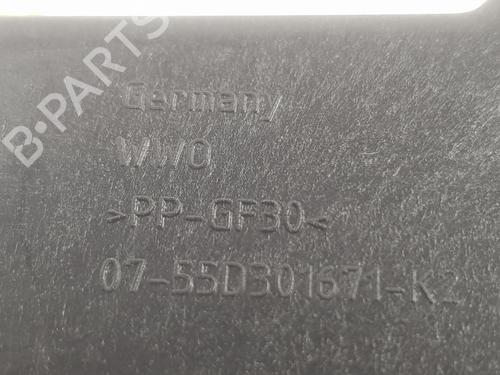 B-PARTS
Germany
WWO
>PP-GF30<
07-55D301671-K2